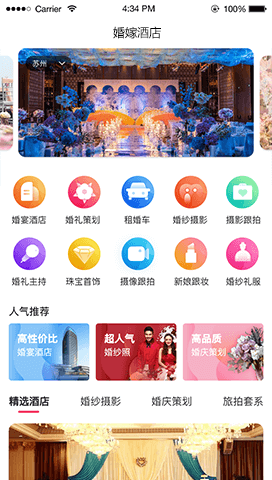 Carrier 4:34 PM 100%
婚嫁酒店
苏州
婚宴酒店 婚礼策划 租婚车 婚纱摄影 摄影跟拍
婚礼主持 珠宝首饰 摄像跟拍 新娘跟妆 婚纱礼服
人气推荐
高性价比 超人气 高品质
婚宴酒店 婚纱照 婚庆策划
精选酒店 婚纱摄影 婚庆策划 旅拍套系